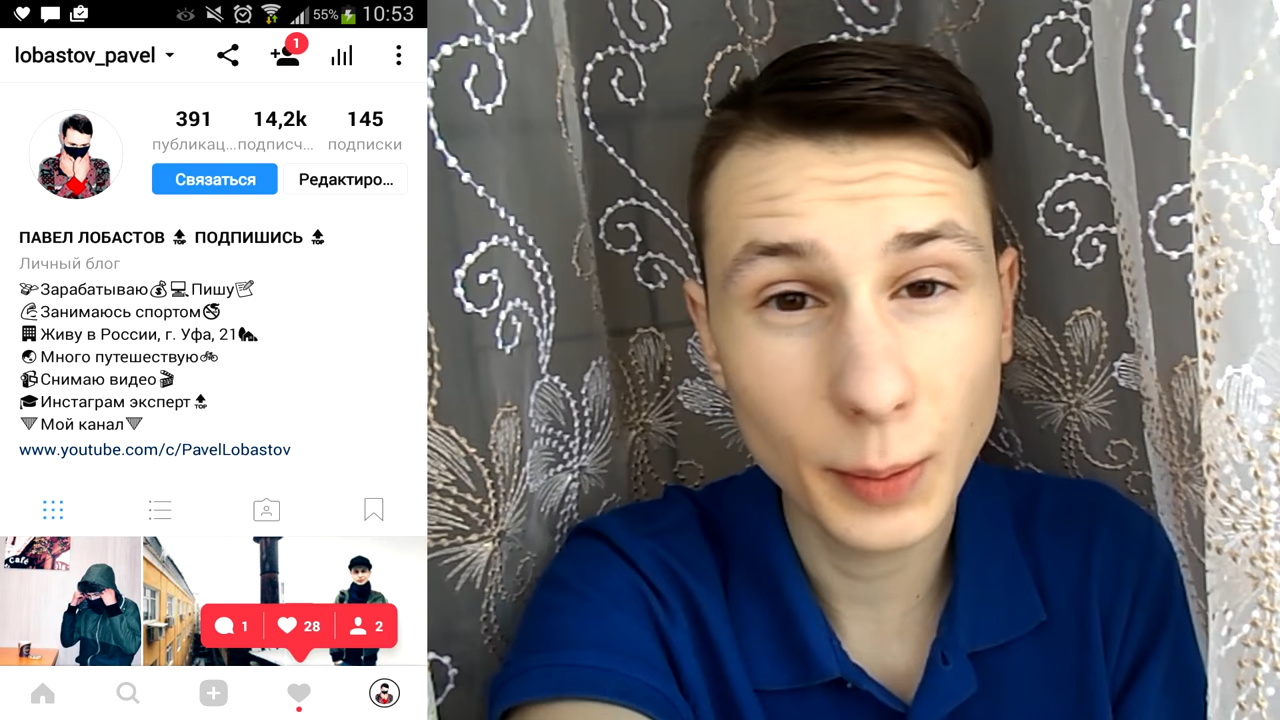 55% 10:53
lobastov_pavel
1
391 14,2k 145
публикац... подписч... подписки
Связаться Редактиро...
ПАВЕЛ ЛОБАСТОВ 🔝 ПОДПИШИСЬ 🔝
Личный блог
Зарабатываю💰💻Пишу📝
💪Занимаюсь спортом🚭
🏢Живу в России, г. Уфа, 21🏘
🌏Много путешествую🚲
📹Снимаю видео🎬
🎓Инстаграм эксперт🔝
🔻Мой канал🔻
www.youtube.com/c/PavelLobastov
Café
1 28 2